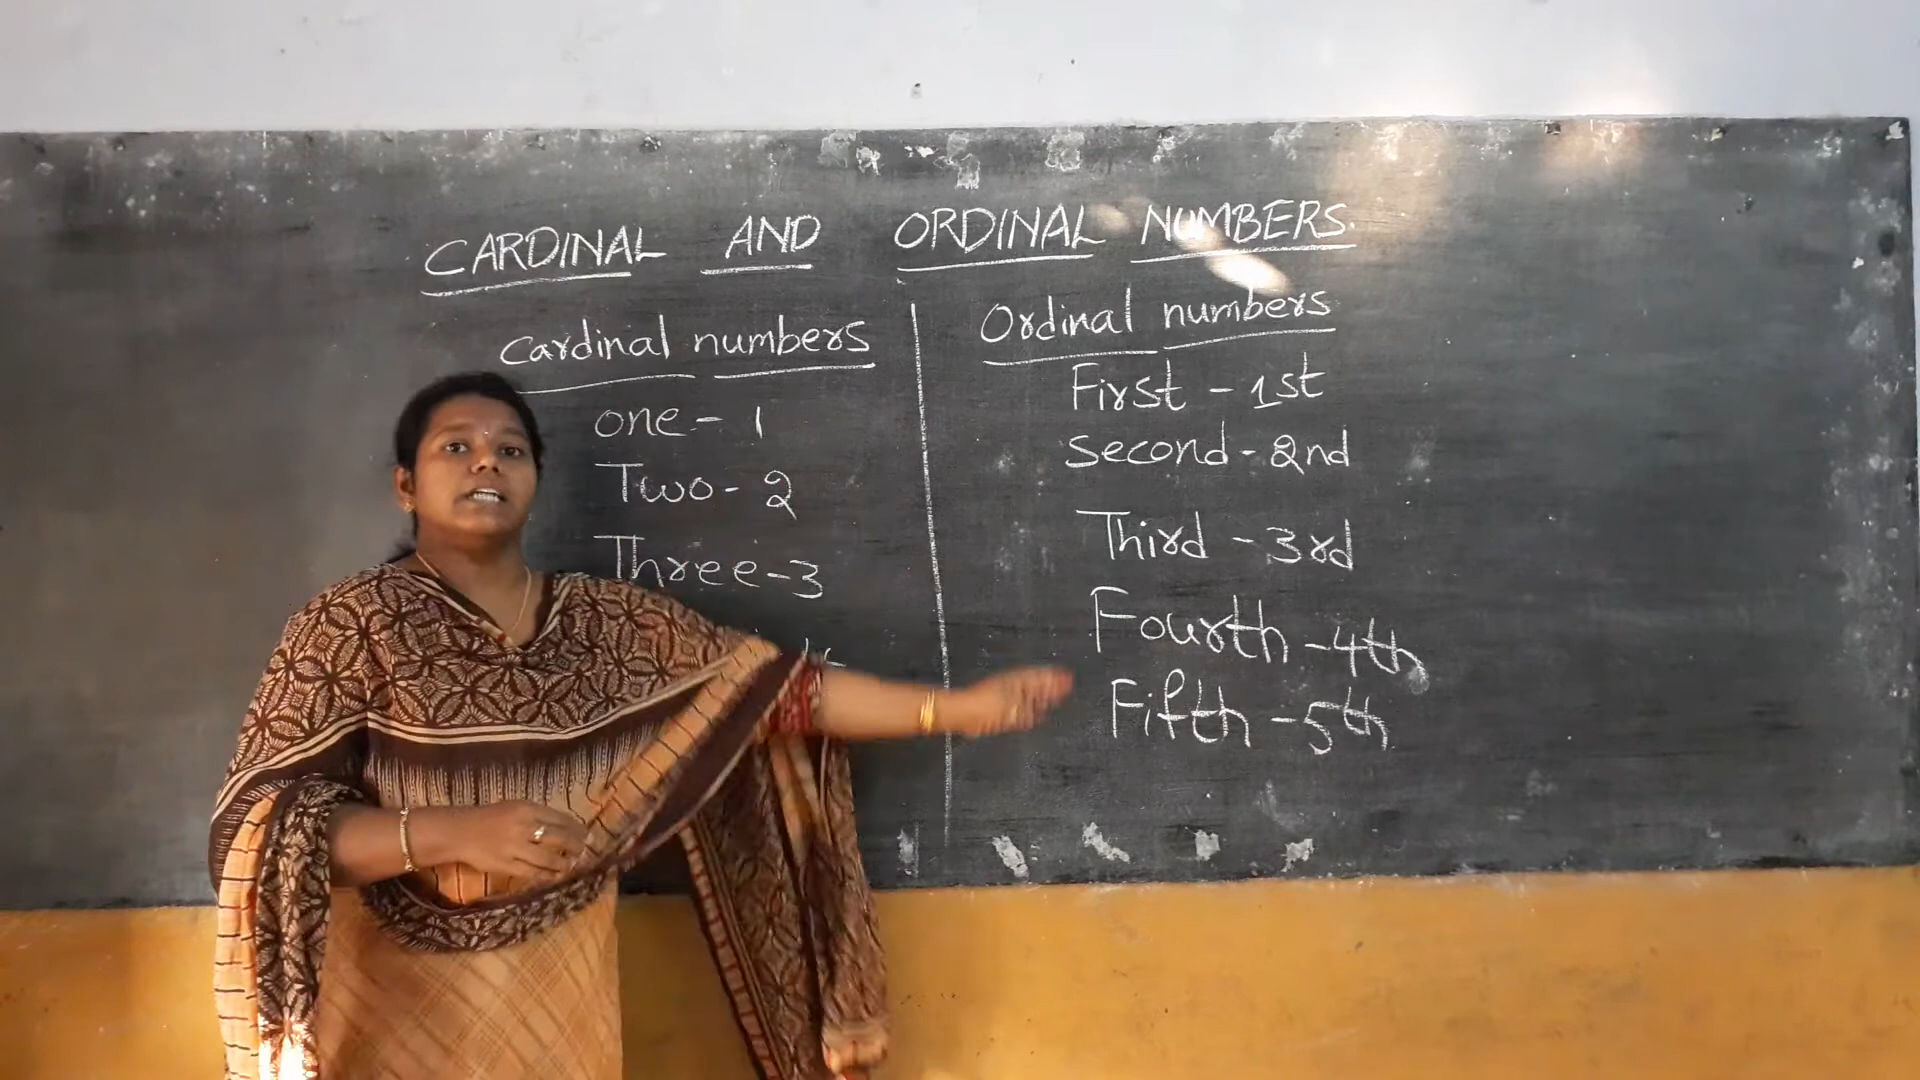 CARDINAL AND ORDINAL NUMBERS.
Cardinal numbers
one - 1
Two - 2
Three - 3
Ordinal numbers
First - 1st
Second - 2nd
Third - 3rd
Fourth - 4th
Fifth - 5th